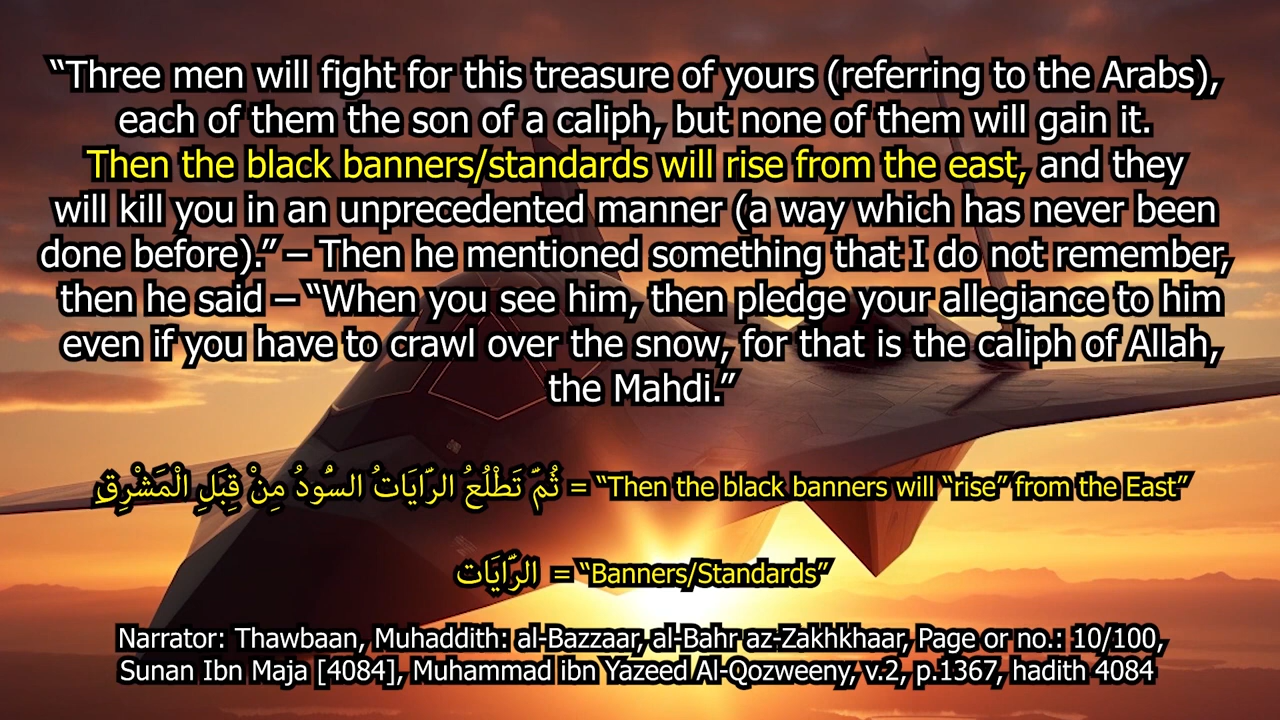 “Three men will fight for this treasure of yours (referring to the Arabs),
each of them the son of a caliph, but none of them will gain it.
Then the black banners/standards will rise from the east, and they
will kill you in an unprecedented manner (a way which has never been
done before).” – Then he mentioned something that I do not remember,
then he said – “When you see him, then pledge your allegiance to him
even if you have to crawl over the snow, for that is the caliph of Allah,
the Mahdi.”
ثُمَّ تَطْلُعُ الرَّايَاتُ السُّودُ مِنْ قِبَلِ الْمَشْرِقِ = “Then the black banners will “rise” from the East”
الرَّايَات = “Banners/Standards”
Narrator: Thawbaan, Muhaddith: al-Bazzaar, al-Bahr az-Zakhkhaar, Page or no.: 10/100,
Sunan Ibn Maja [4084], Muhammad ibn Yazeed Al-Qozweeny, v.2, p.1367, hadith 4084